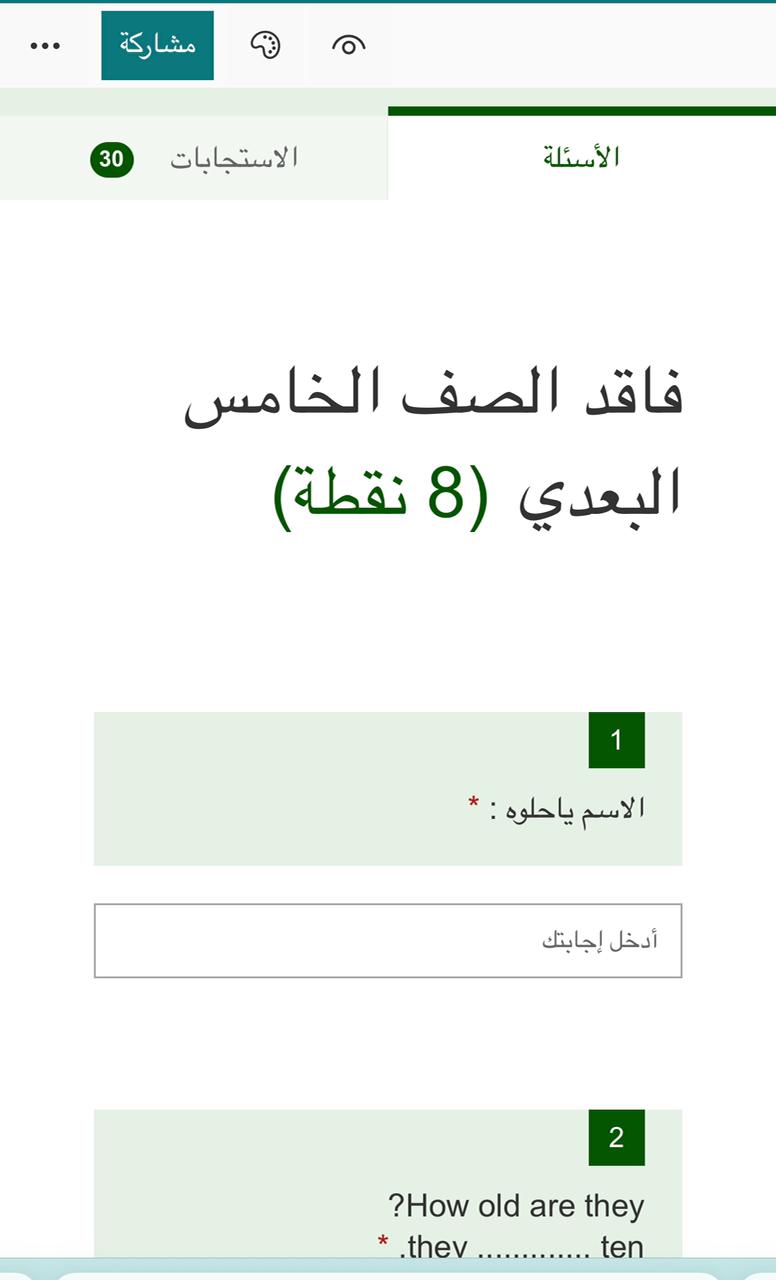 مشاركة
الأسئلة
الاستجابات 30
فاقد الصف الخامس
البعدي (8 نقطة)
1
الاسم ياحلوه : *
أدخل إجابتك
2
How old are they?
they ............. ten. *